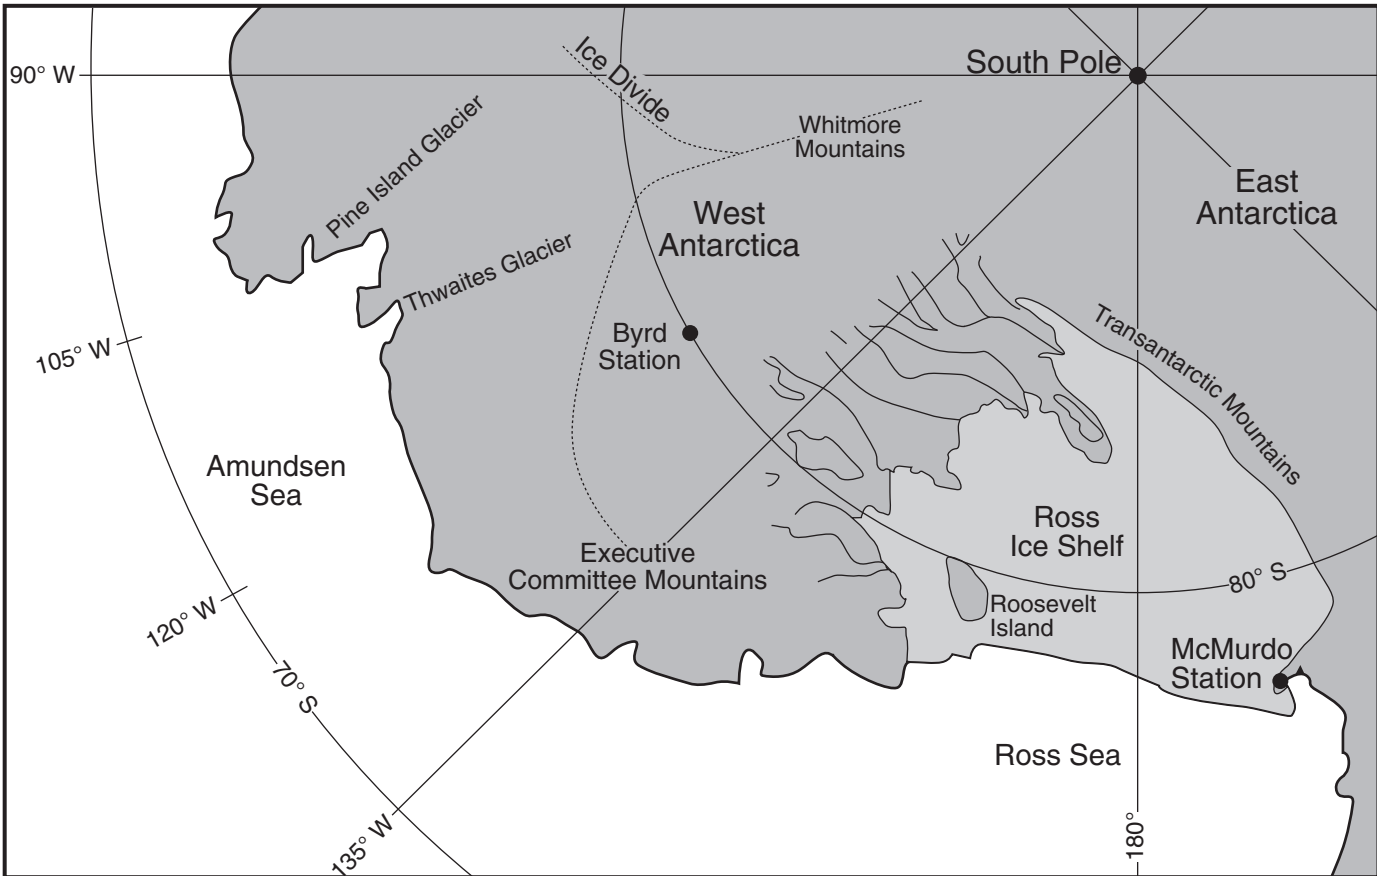 90° W
Ice Divide
South Pole
Pine Island Glacier
Whitmore
Mountains
East
Antarctica
West
Antarctica
Thwaites Glacier
Byrd
Station
105° W
Transantarctic Mountains
Amundsen
Sea
Ross
Ice Shelf
Executive
Committee Mountains
80° S
Roosevelt
Island
120° W
McMurdo
Station
70° S
Ross Sea
135° W
180°